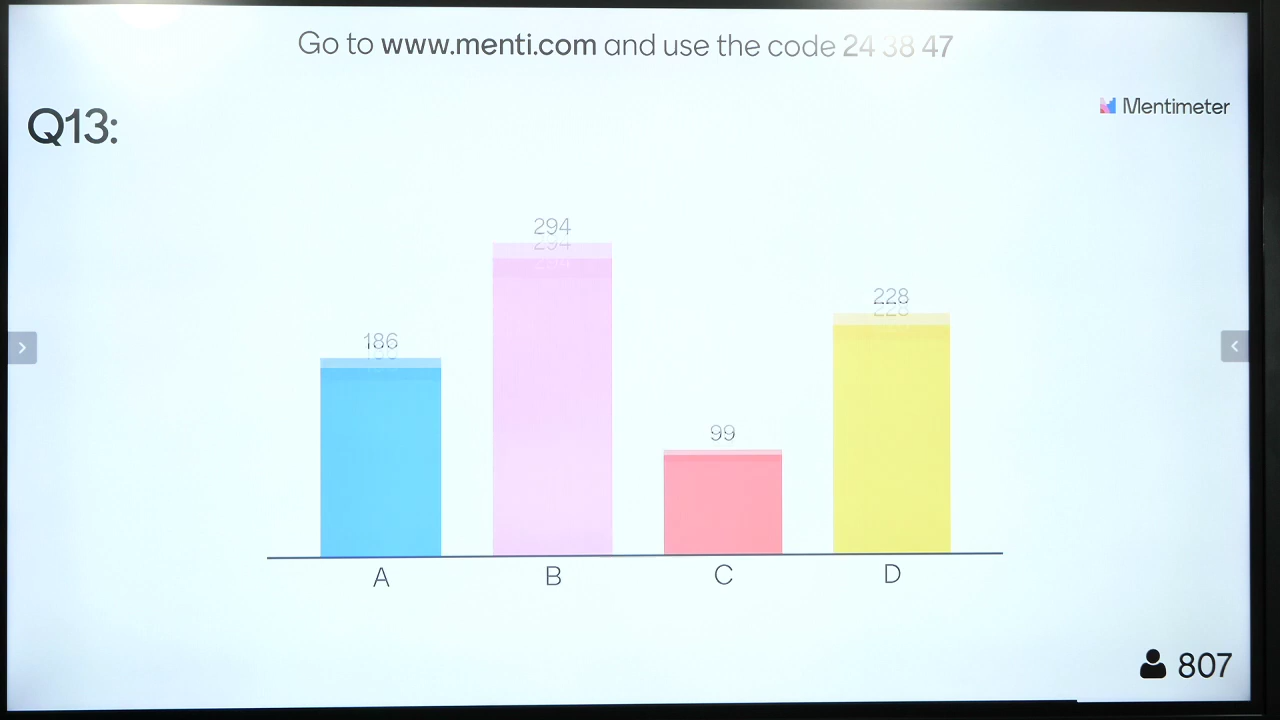 Go to www.menti.com and use the code 24 38 47
Mentimeter
Q13:
294
228
186
99
A B C D
807